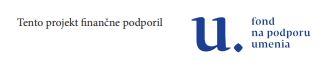 Tento projekt finančne podporil
u.
fond
na podporu
umenia